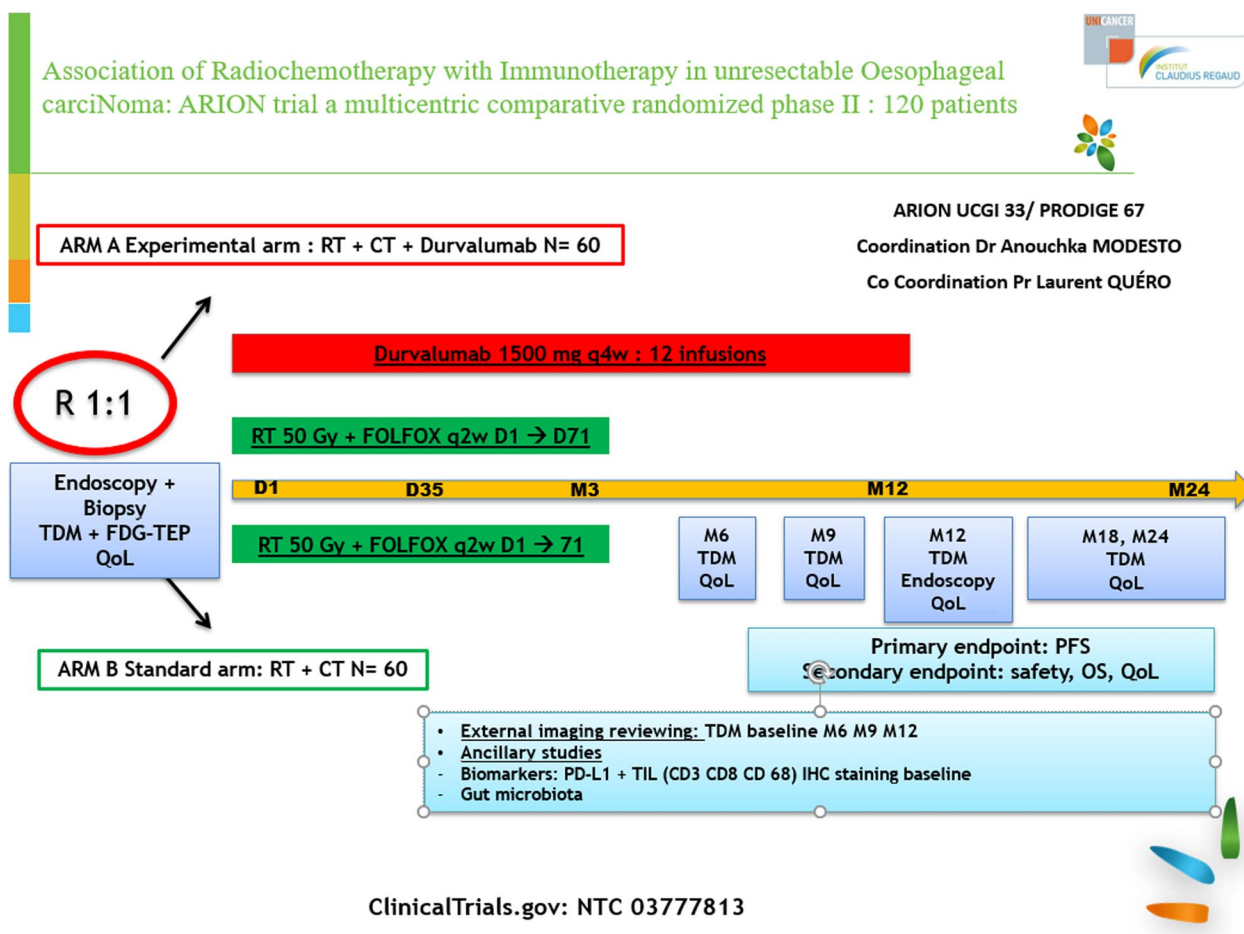 UNICANCER
INSTITUT
CLAUDIUS REGAUD
Association of Radiochemotherapy with Immunotherapy in unresectable Oesophageal
carciNoma: ARION trial a multicentric comparative randomized phase II : 120 patients
ARION UCGI 33/ PRODIGE 67
Coordination Dr Anouchka MODESTO
Co Coordination Pr Laurent QUÉRO
ARM A Experimental arm : RT + CT + Durvalumab N= 60
Durvalumab 1500 mg q4w : 12 infusions
R 1:1
RT 50 Gy + FOLFOX q2w D1 → D71
Endoscopy +
Biopsy
TDM + FDG-TEP
QoL
D1 D35 M3 M12 M24
RT 50 Gy + FOLFOX q2w D1 → 71
M6
TDM
QoL
M9
TDM
QoL
M12
TDM
Endoscopy
QoL
M18, M24
TDM
QoL
Primary endpoint: PFS
Secondary endpoint: safety, OS, QoL
ARM B Standard arm: RT + CT N= 60
• External imaging reviewing: TDM baseline M6 M9 M12
• Ancillary studies
- Biomarkers: PD-L1 + TIL (CD3 CD8 CD 68) IHC staining baseline
- Gut microbiota
ClinicalTrials.gov: NTC 03777813